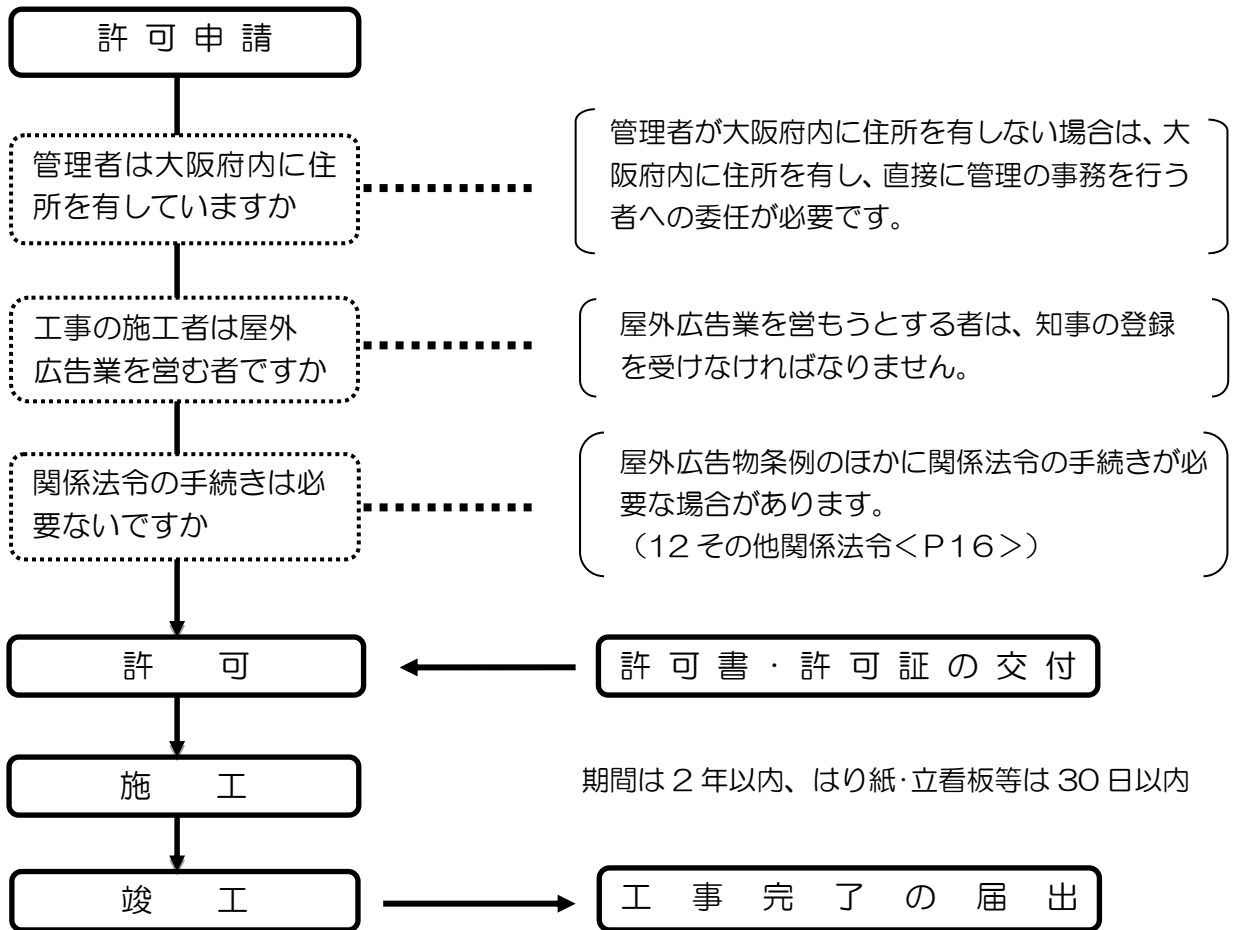 許可申請
管理者は大阪府内に住
所を有していますか
管理者が大阪府内に住所を有しない場合は、大
阪府内に住所を有し、直接に管理の事務を行う
者への委任が必要です。
工事の施工者は屋外
広告業を営む者ですか
屋外広告業を営もうとする者は、知事の登録
を受けなければなりません。
関係法令の手続きは必
要ないですか
屋外広告物条例のほかに関係法令の手続きが必
要な場合があります。
（12 その他関係法令＜P16＞）
許可
許可書・許可証の交付
施工
期間は2年以内、はり紙・立看板等は30日以内
竣工
工事完了の届出